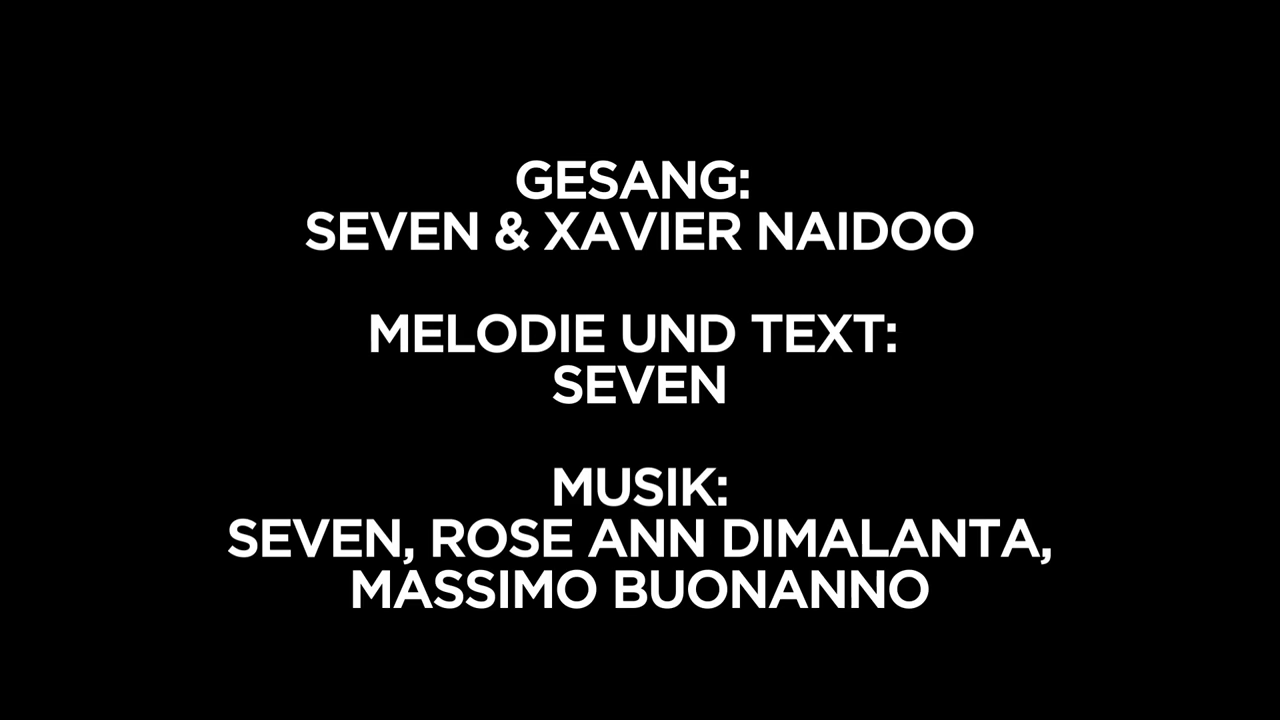 GESANG:
SEVEN & XAVIER NAIDOO
MELODIE UND TEXT:
SEVEN
MUSIK:
SEVEN, ROSE ANN DIMALANTA,
MASSIMO BUONANNO